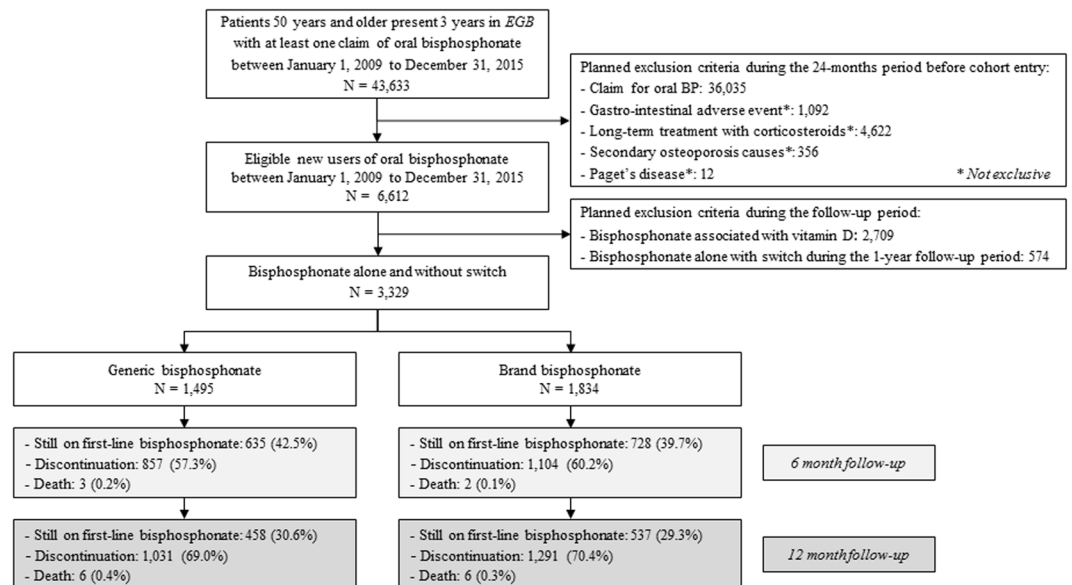 Patients 50 years and older present 3 years in EGB
with at least one claim of oral bisphosphonate
between January 1, 2009 to December 31, 2015
N = 43,633
Planned exclusion criteria during the 24-months period before cohort entry:
- Claim for oral BP: 36,035
- Gastro-intestinal adverse event*: 1,092
- Long-term treatment with corticosteroids*: 4,622
- Secondary osteoporosis causes*: 356
- Paget's disease*: 12 * Not exclusive
Eligible new users of oral bisphosphonate
between January 1, 2009 to December 31, 2015
N = 6,612
Planned exclusion criteria during the follow-up period:
- Bisphosphonate associated with vitamin D: 2,709
- Bisphosphonate alone with switch during the 1-year follow-up period: 574
Bisphosphonate alone and without switch
N = 3,329
Generic bisphosphonate
N = 1,495
Brand bisphosphonate
N = 1,834
- Still on first-line bisphosphonate: 635 (42.5%)
- Discontinuation: 857 (57.3%)
- Death: 3 (0.2%)
- Still on first-line bisphosphonate: 728 (39.7%)
- Discontinuation: 1,104 (60.2%)
- Death: 2 (0.1%)
6 month follow-up
- Still on first-line bisphosphonate: 458 (30.6%)
- Discontinuation: 1,031 (69.0%)
- Death: 6 (0.4%)
- Still on first-line bisphosphonate: 537 (29.3%)
- Discontinuation: 1,291 (70.4%)
- Death: 6 (0.3%)
12 month follow-up